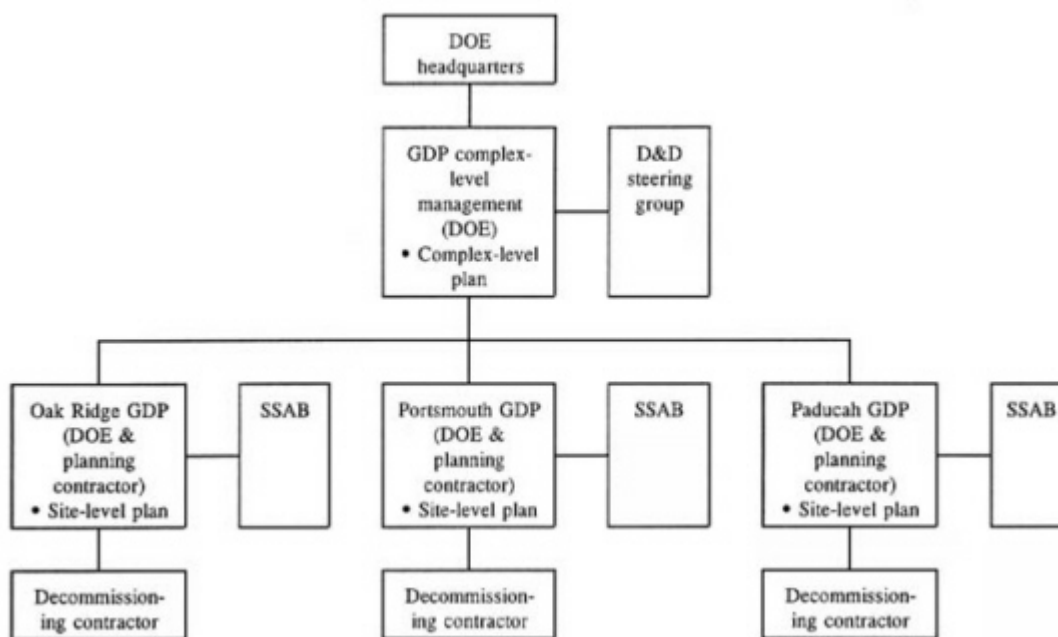 DOE
headquarters
GDP complex-
level
management
(DOE)
• Complex-level
plan
D&D
steering
group
Oak Ridge GDP
(DOE &
planning
contractor)
• Site-level plan
SSAB
Portsmouth GDP
(DOE &
planning
contractor)
• Site-level plan
SSAB
Paducah GDP
(DOE &
planning
contractor)
• Site-level plan
SSAB
Decommission-
ing contractor
Decommission-
ing contractor
Decommission-
ing contractor